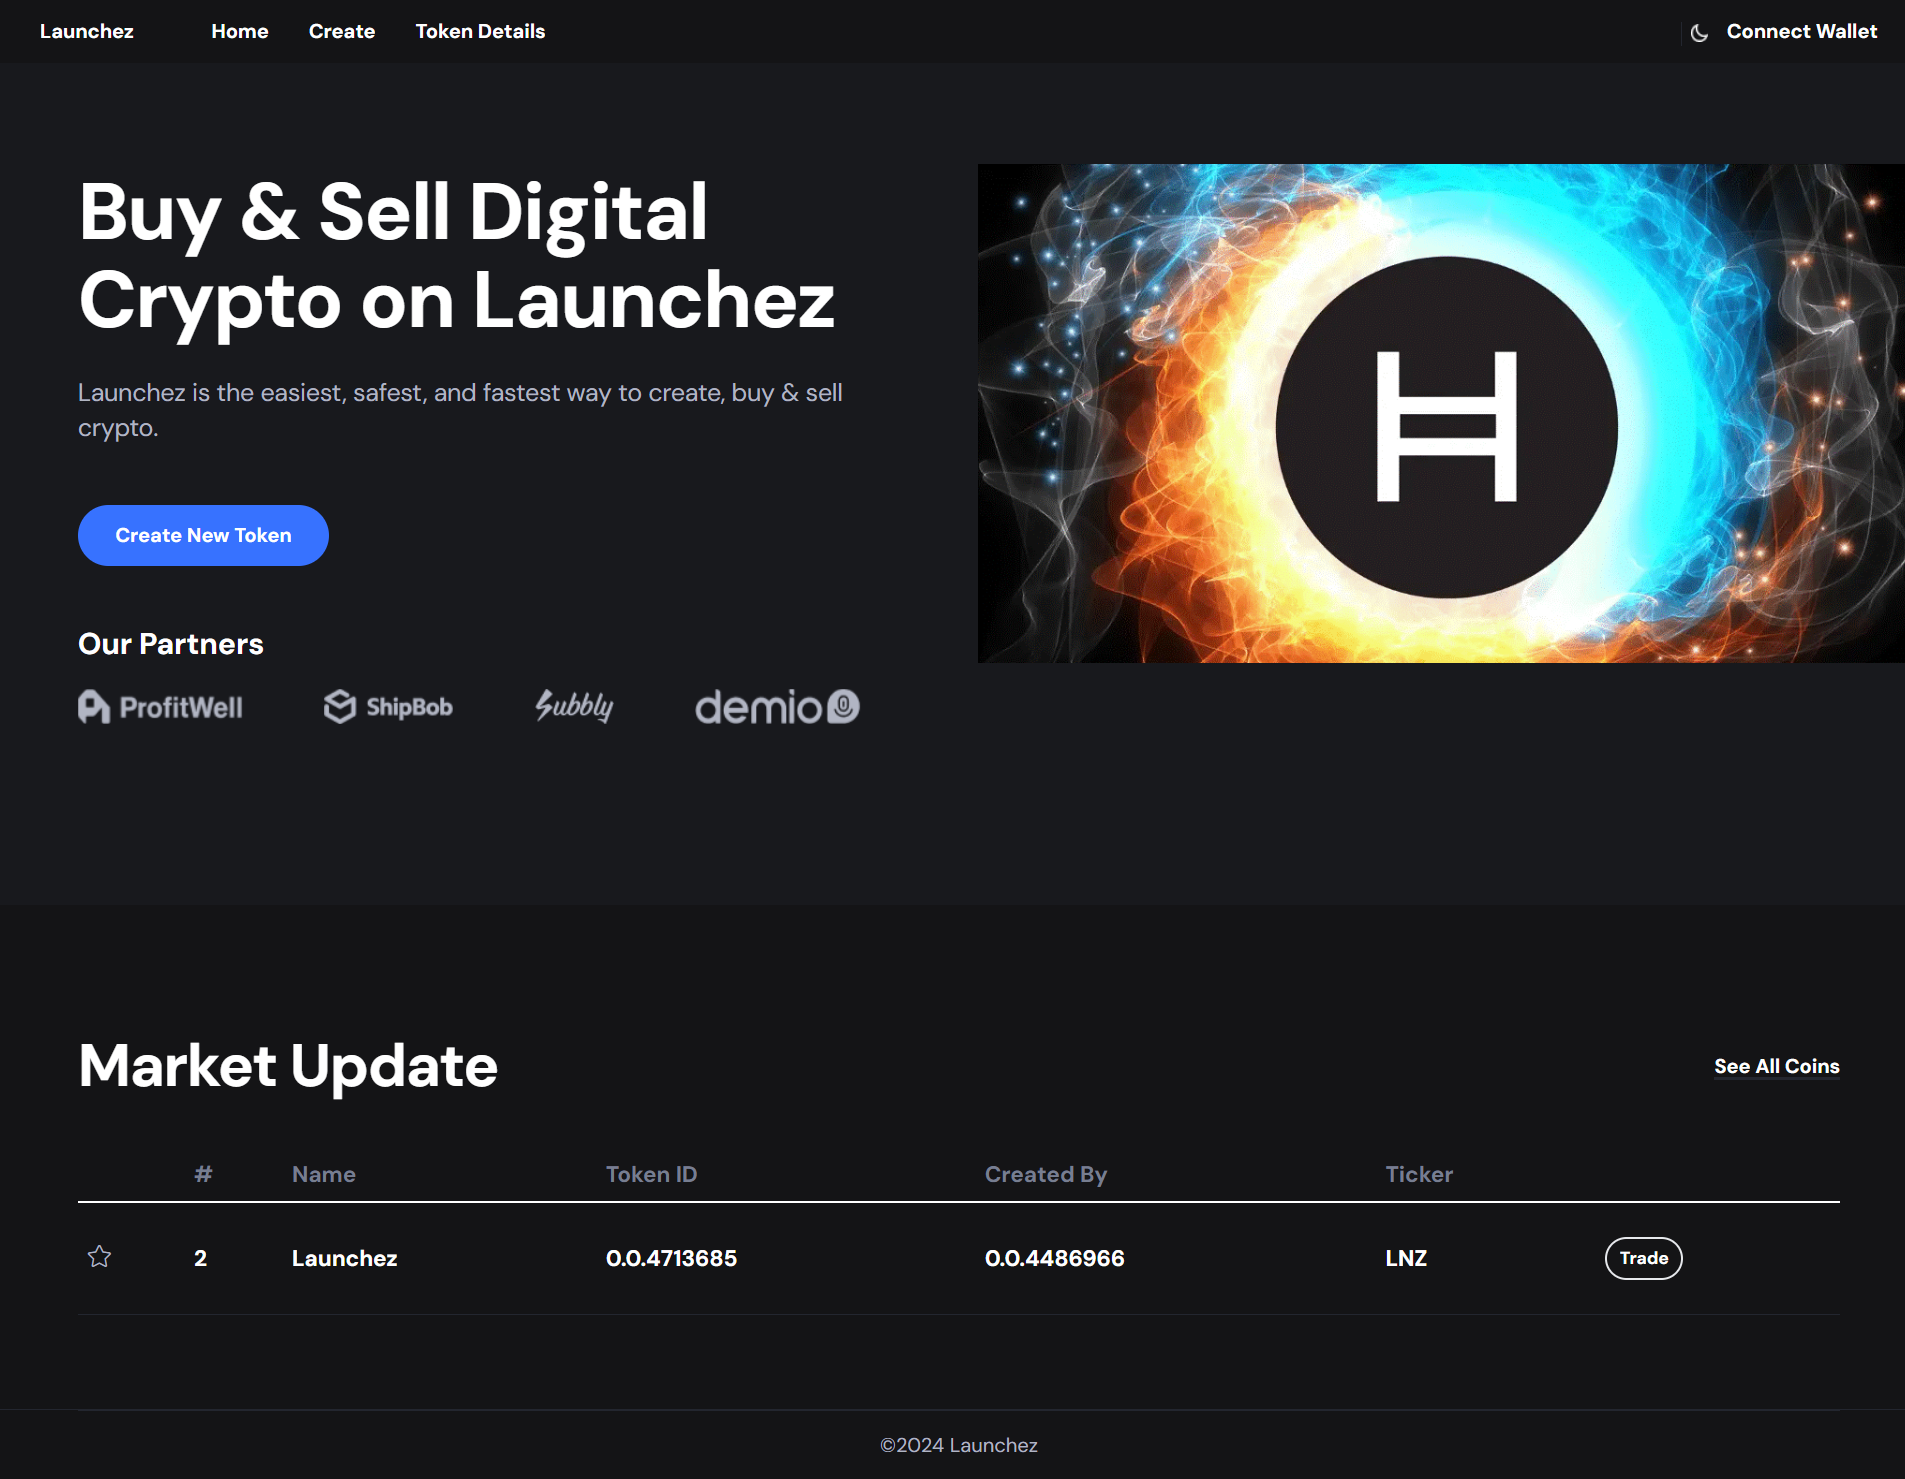 Launchez Home Create Token Details Connect Wallet
Buy & Sell Digital
Crypto on Launchez
Launchez is the easiest, safest, and fastest way to create, buy & sell
crypto.
Create New Token
Our Partners
ProfitWell ShipBob Subbly demio
Market Update
See All Coins
# Name Token ID Created By Ticker
2 Launchez 0.0.4713685 0.0.4486966 LNZ Trade
©2024 Launchez